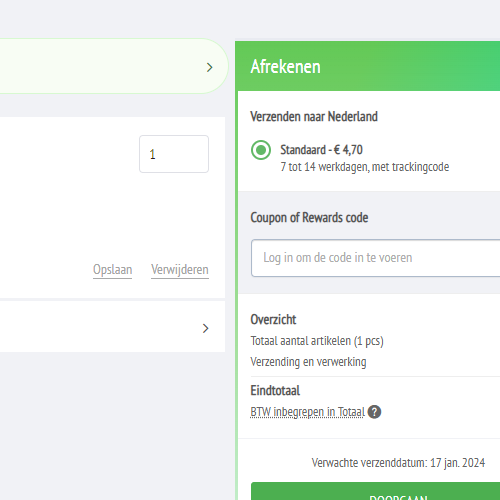 1
Opslaan Verwijderen
Afrekenen
Verzenden naar Nederland
Standaard - € 4,70
7 tot 14 werkdagen, met trackingcode
Coupon of Rewards code
Log in om de code in te voeren
Overzicht
Totaal aantal artikelen (1 pcs)
Verzending en verwerking
Eindtotaal
BTW inbegrepen in Totaal ?
Verwachte verzenddatum: 17 jan. 2024
DOORGAAN